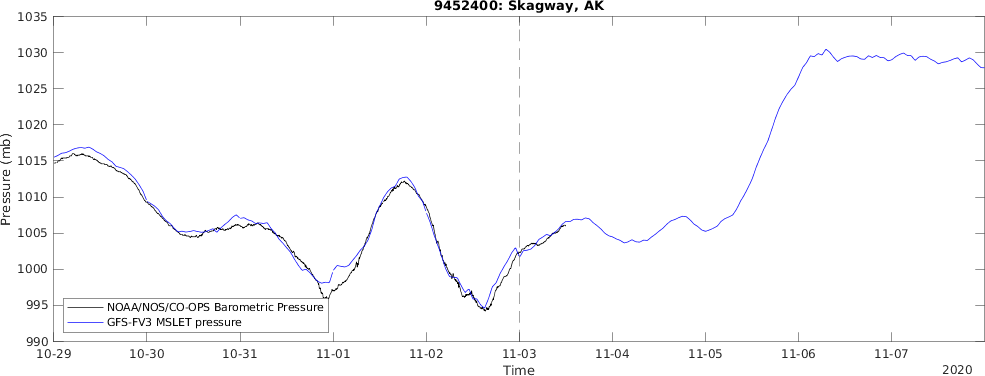 9452400: Skagway, AK
1035
1030
1025
1020
1015
1010
1005
1000
995
990
Pressure (mb)
NOAA/NOS/CO-OPS Barometric Pressure
GFS-FV3 MSLET pressure
10-29 10-30 10-31 11-01 11-02 11-03 11-04 11-05 11-06 11-07
Time
2020